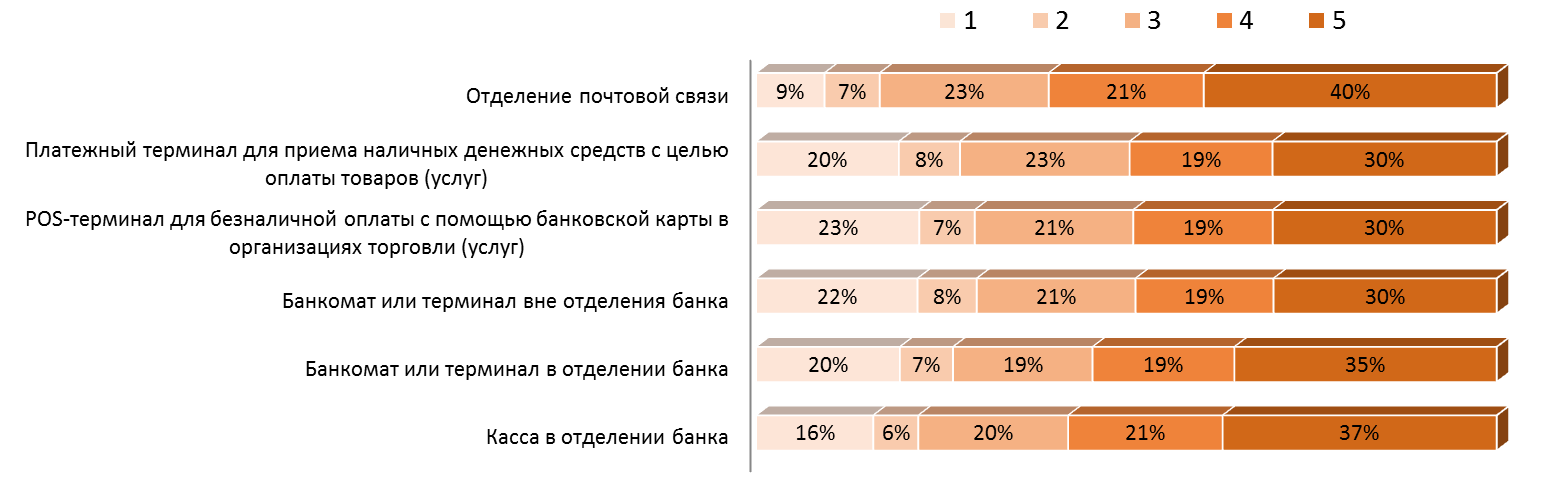 1 2 3 4 5
Отделение почтовой связи
9% 7% 23% 21% 40%
Платежный терминал для приема наличных денежных средств с целью
оплаты товаров (услуг)
20% 8% 23% 19% 30%
POS-терминал для безналичной оплаты с помощью банковской карты в
организациях торговли (услуг)
23% 7% 21% 19% 30%
Банкомат или терминал вне отделения банка
22% 8% 21% 19% 30%
Банкомат или терминал в отделении банка
20% 7% 19% 19% 35%
Касса в отделении банка
16% 6% 20% 21% 37%